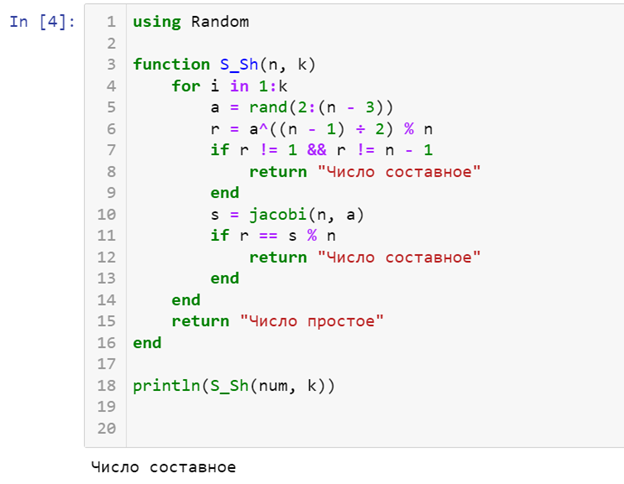 In [4]:
1 using Random
2
3 function S_Sh(n, k)
4     for i in 1:k
5         a = rand(2:(n - 3))
6         r = a^((n - 1) ÷ 2) % n
7         if r != 1 && r != n - 1
8             return "Число составное"
9         end
10         s = jacobi(n, a)
11         if r == s % n
12             return "Число составное"
13         end
14     end
15     return "Число простое"
16 end
17
18 println(S_Sh(num, k))
19
20
Число составное